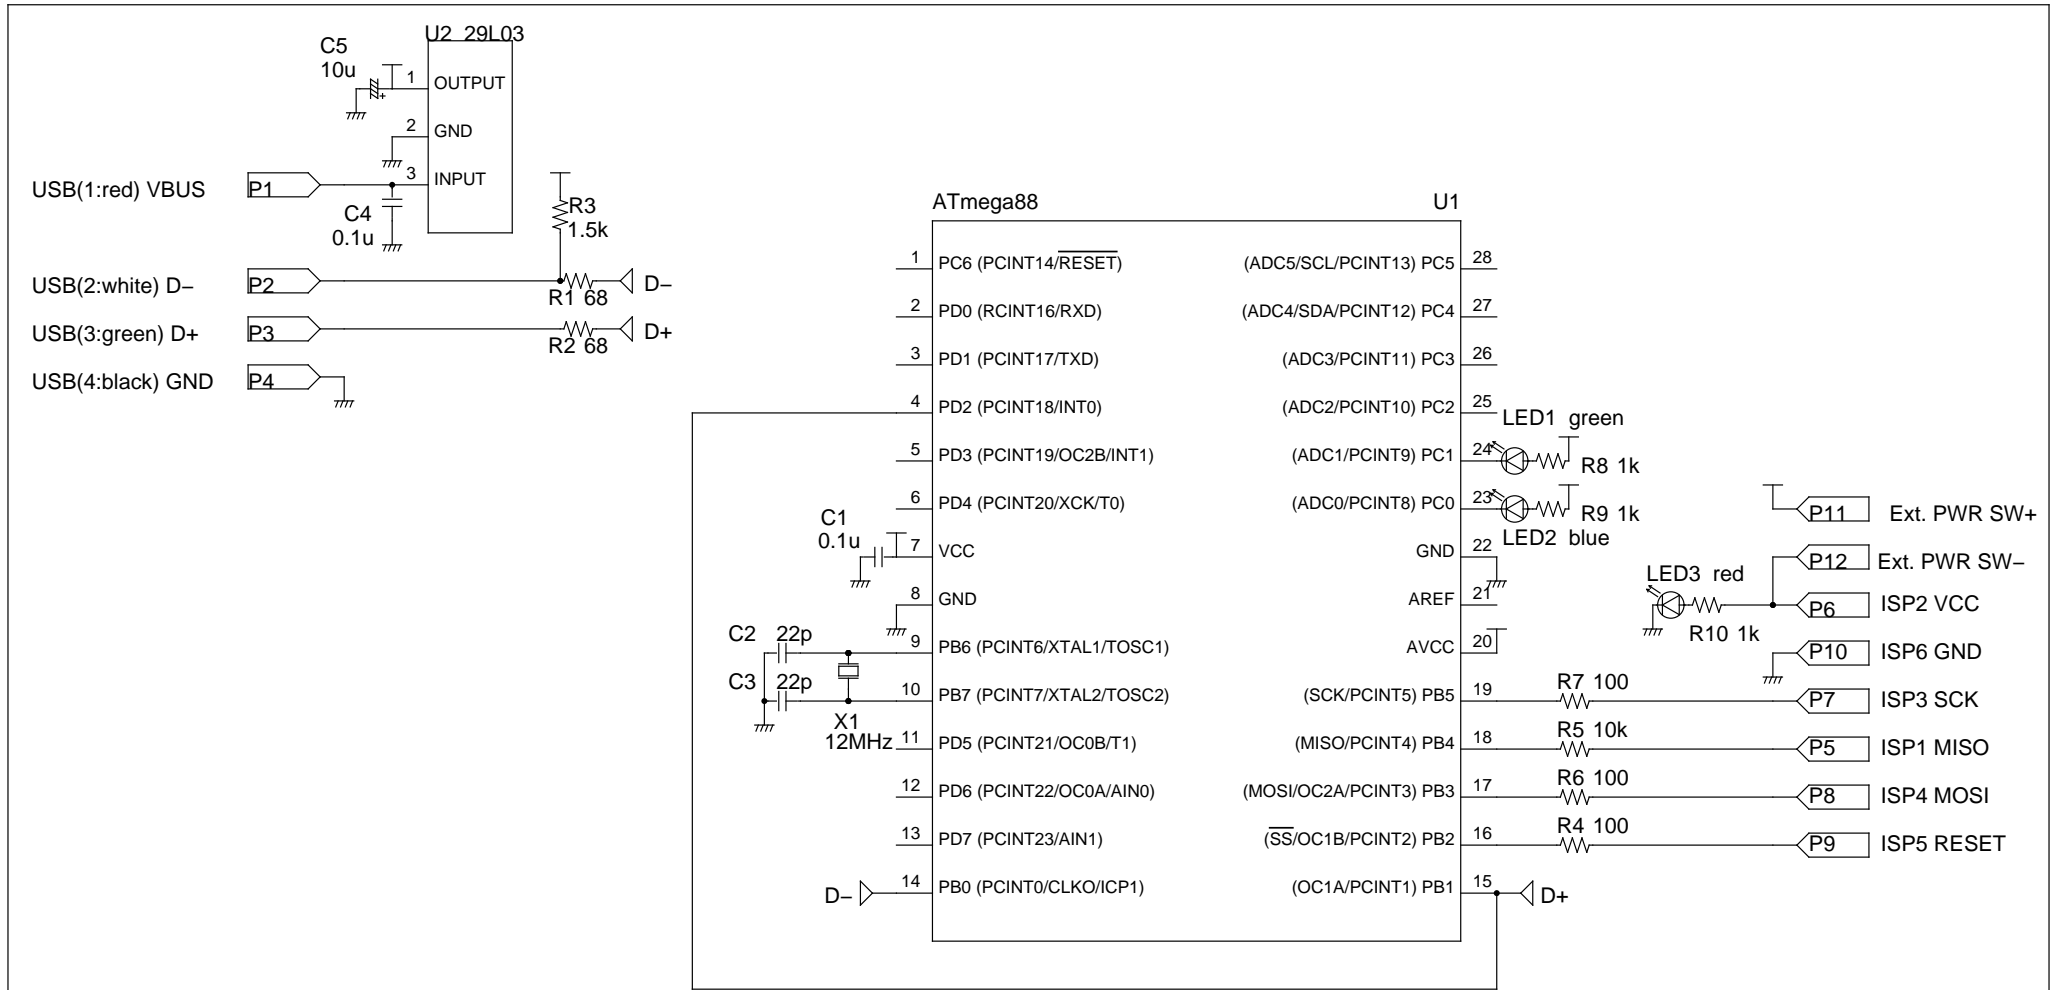 U2 29L03
C5
10u
1
OUTPUT
2
GND
3
INPUT
USB(1:red) VBUS
P1
C4
0.1u
R3
1.5k
USB(2:white) D−
P2
R1 68
D−
USB(3:green) D+
P3
R2 68
D+
USB(4:black) GND
P4
ATmega88
U1
1
PC6 (PCINT14/RESET)
(ADC5/SCL/PCINT13) PC5
28
2
PD0 (RCINT16/RXD)
(ADC4/SDA/PCINT12) PC4
27
3
PD1 (PCINT17/TXD)
(ADC3/PCINT11) PC3
26
4
PD2 (PCINT18/INT0)
(ADC2/PCINT10) PC2
25
LED1 green
5
PD3 (PCINT19/OC2B/INT1)
(ADC1/PCINT9) PC1
24
R8 1k
6
PD4 (PCINT20/XCK/T0)
(ADC0/PCINT8) PC0
23
R9 1k
LED2 blue
P11
Ext. PWR SW+
C1
0.1u
7
VCC
GND
22
P12
Ext. PWR SW−
LED3 red
8
GND
AREF
21
R10 1k
P6
ISP2 VCC
C2 22p
9
PB6 (PCINT6/XTAL1/TOSC1)
AVCC
20
P10
ISP6 GND
C3 22p
10
PB7 (PCINT7/XTAL2/TOSC2)
(SCK/PCINT5) PB5
19
R7 100
P7
ISP3 SCK
X1
12MHz
11
PD5 (PCINT21/OC0B/T1)
(MISO/PCINT4) PB4
18
R5 10k
P5
ISP1 MISO
12
PD6 (PCINT22/OC0A/AIN0)
(MOSI/OC2A/PCINT3) PB3
17
R6 100
P8
ISP4 MOSI
13
PD7 (PCINT23/AIN1)
(SS/OC1B/PCINT2) PB2
16
R4 100
P9
ISP5 RESET
D−
14
PB0 (PCINT0/CLKO/ICP1)
(OC1A/PCINT1) PB1
15
D+